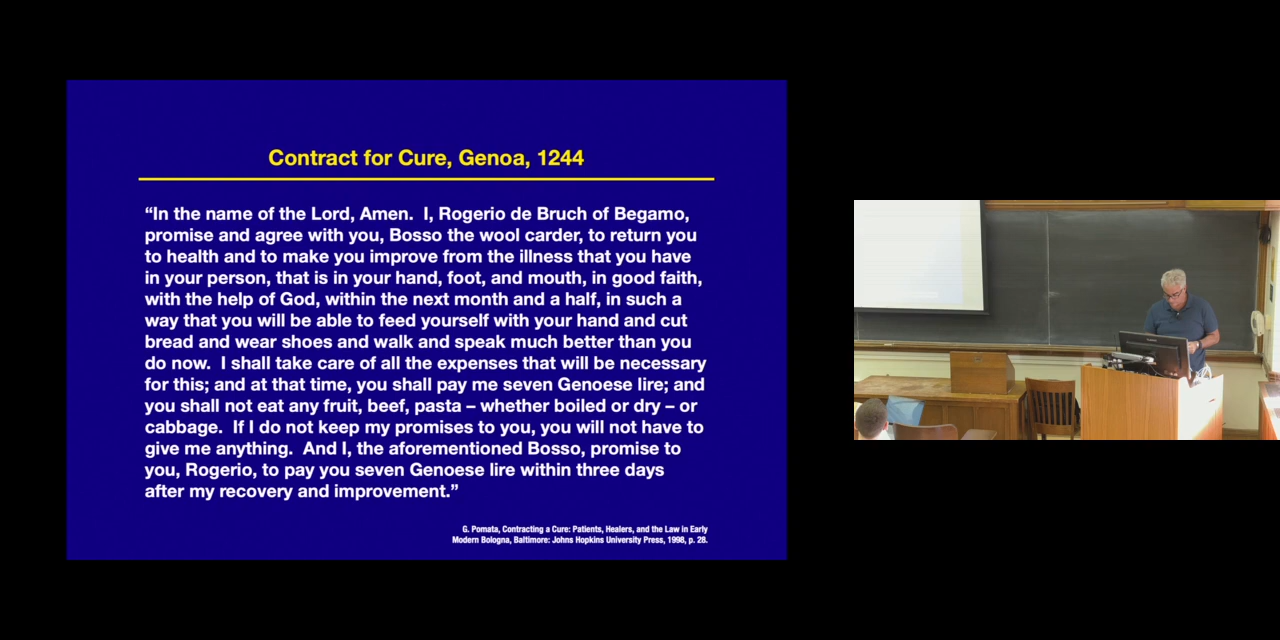 Contract for Cure, Genoa, 1244
“In the name of the Lord, Amen.  I, Rogerio de Bruch of Begamo,
promise and agree with you, Bosso the wool carder, to return you
to health and to make you improve from the illness that you have
in your person, that is in your hand, foot, and mouth, in good faith,
with the help of God, within the next month and a half, in such a
way that you will be able to feed yourself with your hand and cut
bread and wear shoes and walk and speak much better than you
do now.  I shall take care of all the expenses that will be necessary
for this; and at that time, you shall pay me seven Genoese lire; and
you shall not eat any fruit, beef, pasta – whether boiled or dry – or
cabbage.  If I do not keep my promises to you, you will not have to
give me anything.  And I, the aforementioned Bosso, promise to
you, Rogerio, to pay you seven Genoese lire within three days
after my recovery and improvement.”
G. Pomata, Contracting a Cure: Patients, Healers, and the Law in Early
Modern Bologna, Baltimore: Johns Hopkins University Press, 1998, p. 28.